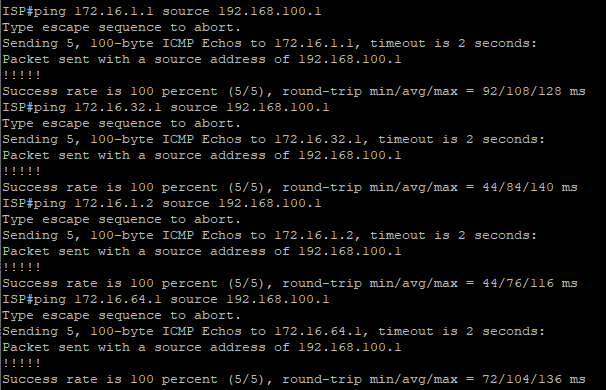 ISP#ping 172.16.1.1 source 192.168.100.1
Type escape sequence to abort.
Sending 5, 100-byte ICMP Echos to 172.16.1.1, timeout is 2 seconds:
Packet sent with a source address of 192.168.100.1
!!!!!
Success rate is 100 percent (5/5), round-trip min/avg/max = 92/108/128 ms
ISP#ping 172.16.32.1 source 192.168.100.1
Type escape sequence to abort.
Sending 5, 100-byte ICMP Echos to 172.16.32.1, timeout is 2 seconds:
Packet sent with a source address of 192.168.100.1
!!!!!
Success rate is 100 percent (5/5), round-trip min/avg/max = 44/84/140 ms
ISP#ping 172.16.1.2 source 192.168.100.1
Type escape sequence to abort.
Sending 5, 100-byte ICMP Echos to 172.16.1.2, timeout is 2 seconds:
Packet sent with a source address of 192.168.100.1
!!!!!
Success rate is 100 percent (5/5), round-trip min/avg/max = 44/76/116 ms
ISP#ping 172.16.64.1 source 192.168.100.1
Type escape sequence to abort.
Sending 5, 100-byte ICMP Echos to 172.16.64.1, timeout is 2 seconds:
Packet sent with a source address of 192.168.100.1
!!!!!
Success rate is 100 percent (5/5), round-trip min/avg/max = 72/104/136 ms